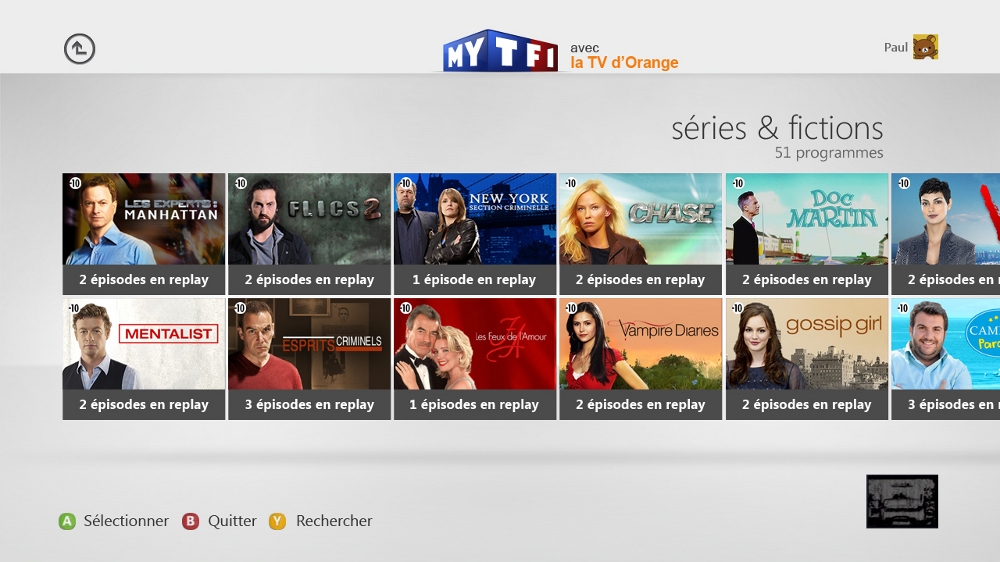 MYTF1
avec
la TV d'Orange
Paul
séries & fictions
51 programmes
-10
LES EXPERTS:
MANHATTAN
2 épisodes en replay
-10
FLICS 2
2 épisodes en replay
-10
NEW YORK
SECTION CRIMINELLE
1 épisode en replay
-10
CHASE
2 épisodes en replay
-10
DOC
MARTIN
2 épisodes en replay
-10
2 épisodes en
-10
MENTALIST
2 épisodes en replay
-10
ESPRITS CRIMINELS
3 épisodes en replay
-10
Les Feux de l'Amour
1 épisodes en replay
-10
Vampire Diaries
2 épisodes en replay
-10
gossip girl
2 épisodes en replay
-10
CAM
Para
3 épisodes en
A Sélectionner B Quitter Y Rechercher